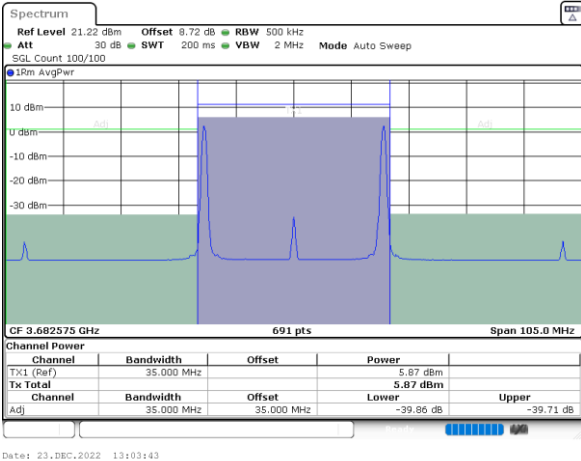 Spectrum
Ref Level 21.22 dBm Offset 8.72 dB RBW 500 kHz
Att 30 dB SWT 200 ms VBW 2 MHz Mode Auto Sweep
SGL Count 100/100
1Rm AvgPwr
10 dBm
Adj Adj
0 dBm
-10 dBm
-20 dBm
-30 dBm
CF 3.682575 GHz 691 pts Span 105.0 MHz
Channel Power
Channel Bandwidth Offset Power
TX1 (Ref) 35.000 MHz 5.87 dBm
Tx Total 5.87 dBm
Channel Bandwidth Offset Lower Upper
Adj 35.000 MHz 35.000 MHz -39.86 dB -39.71 dB
Date: 23.DEC.2022 13:03:43